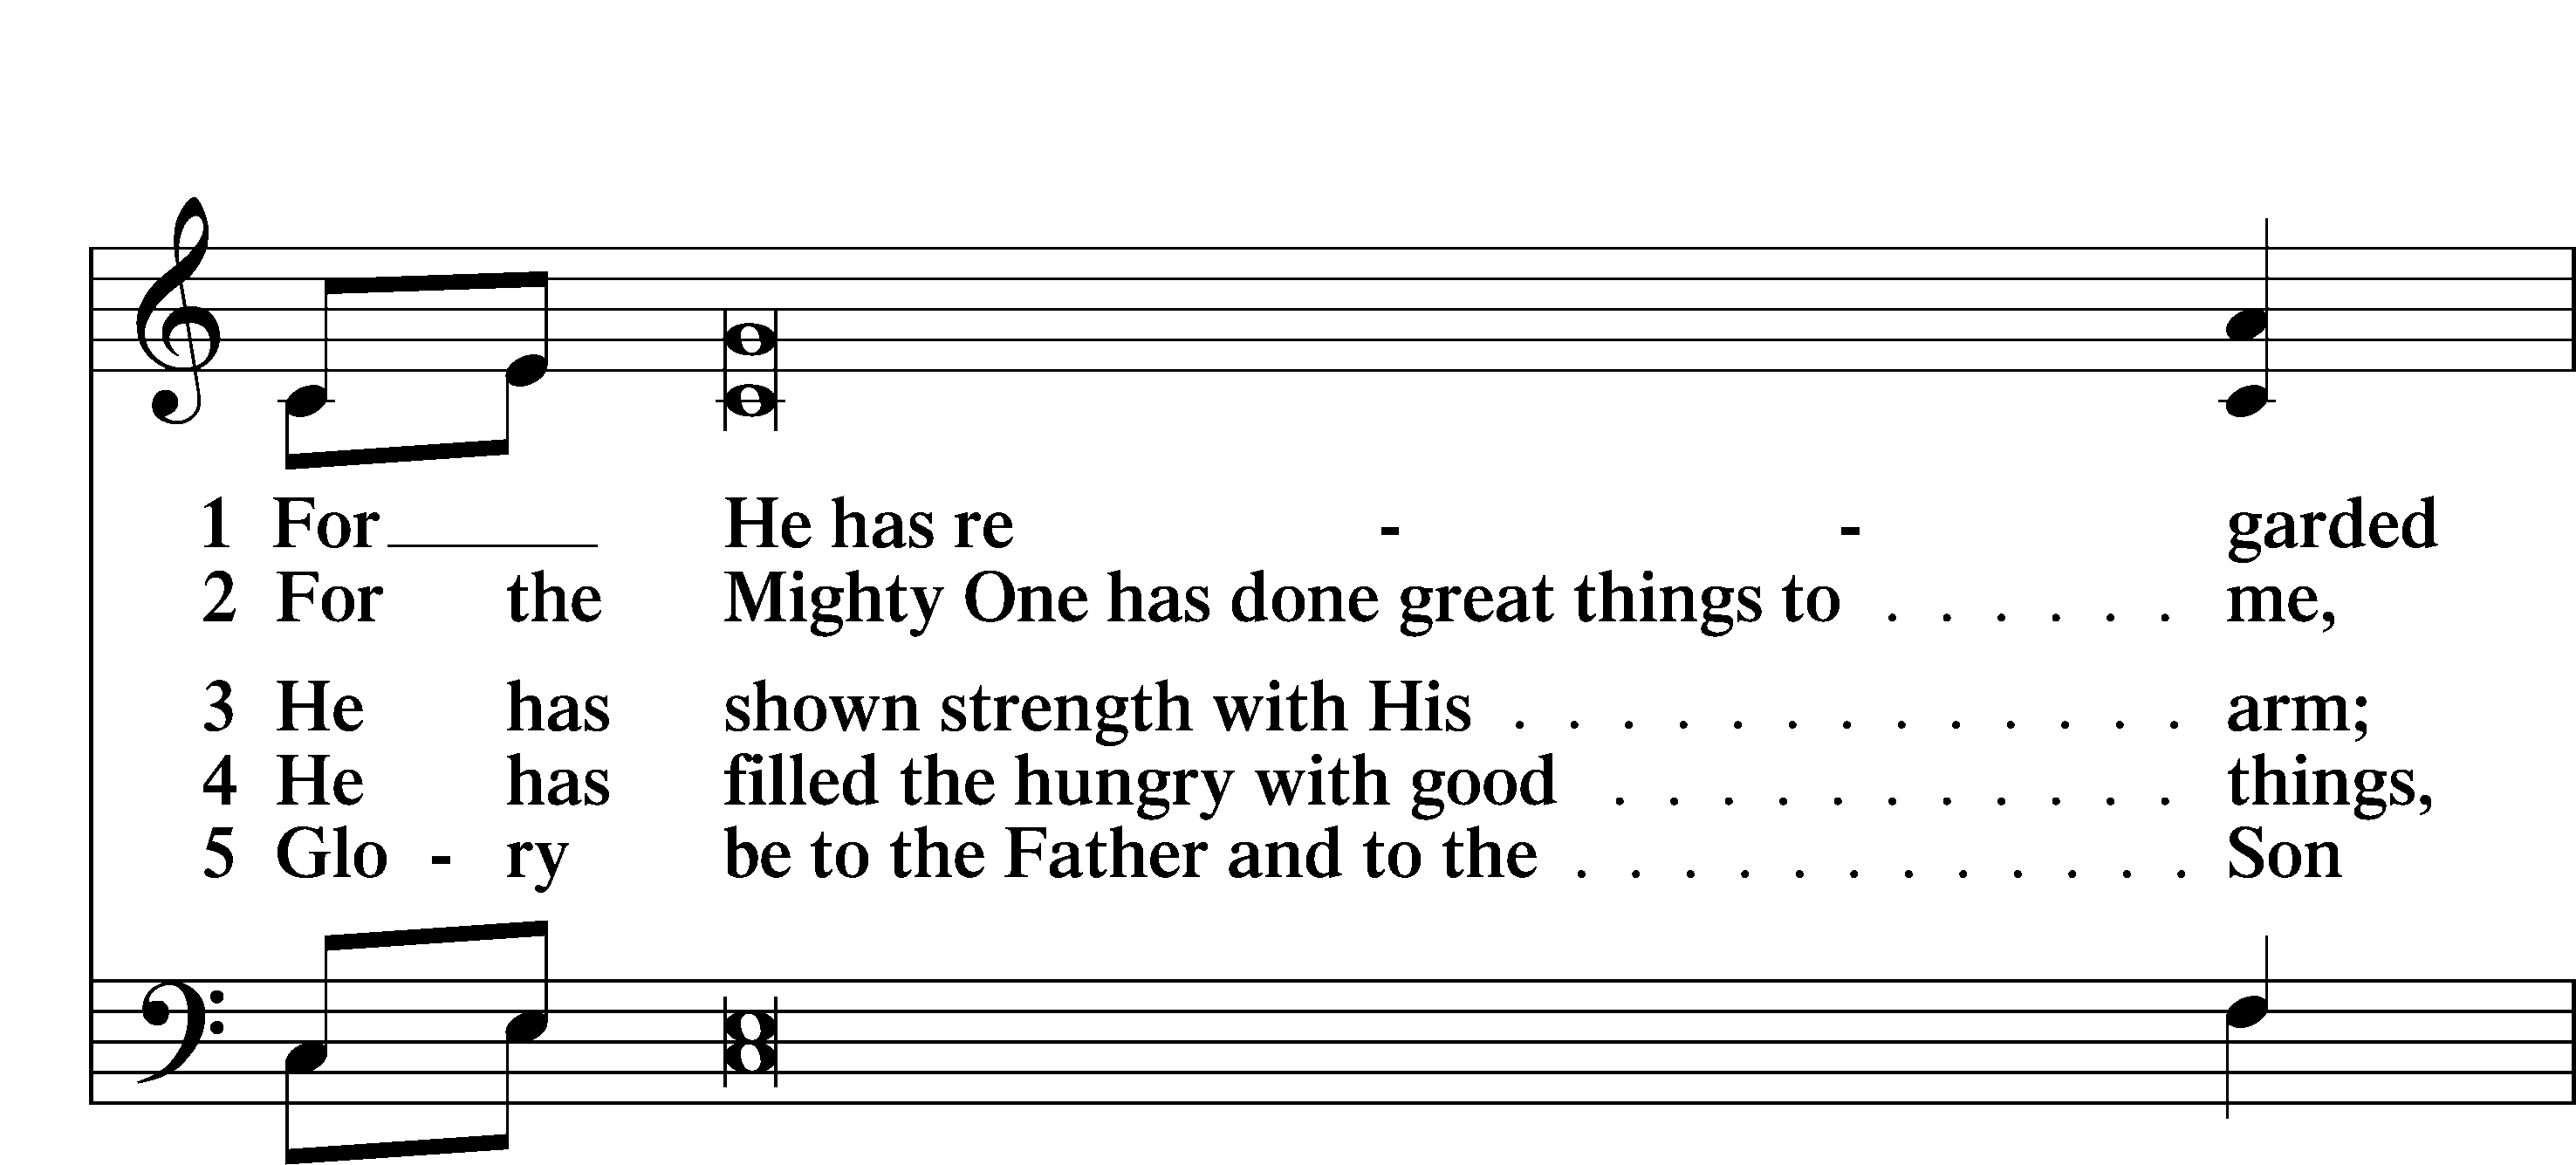 1 For He has re - - garded
2 For the Mighty One has done great things to . . . . . . me,
3 He has shown strength with His . . . . . . . . . . . . . arm;
4 He has filled the hungry with good . . . . . . . . . . . things,
5 Glo - ry be to the Father and to the . . . . . . . . . . . . Son